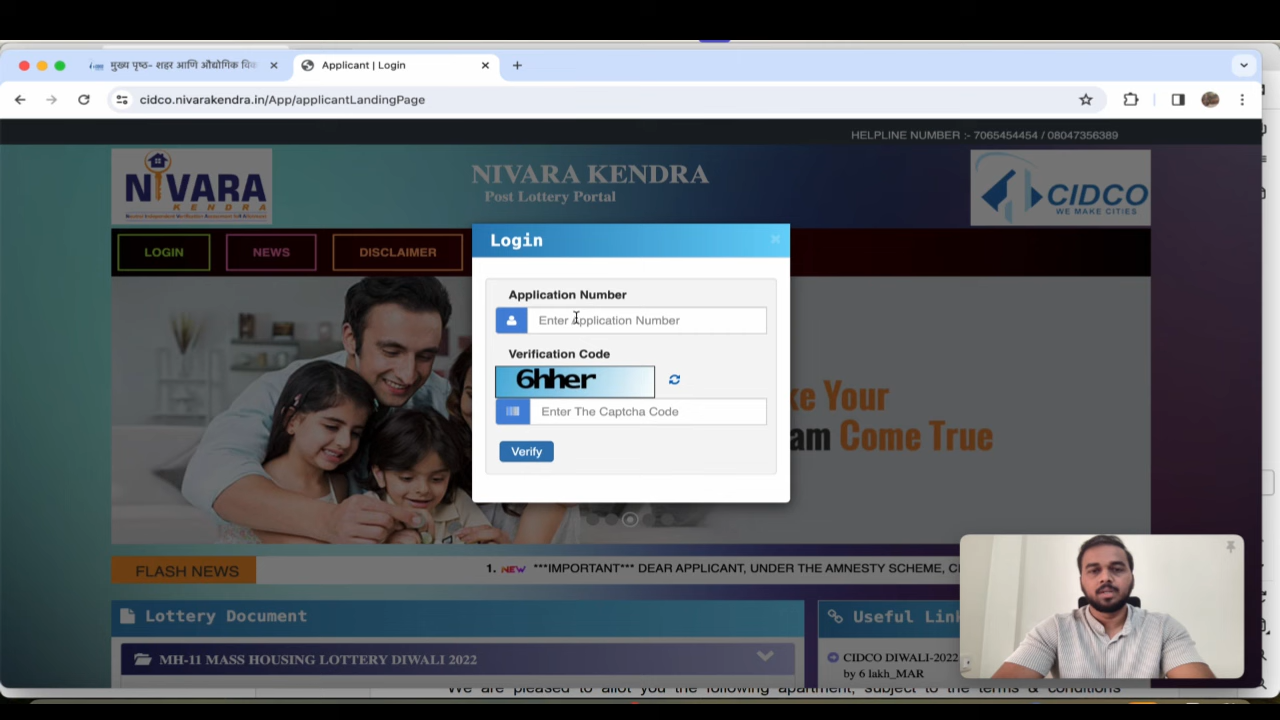 मुख्य पृष्ठ- शहर आणि औद्योगिक विक
Applicant | Login
cidco.nivarakendra.in/App/applicantLandingPage
HELPLINE NUMBER :- 7065454454 / 08047356389
NIVARA
KENDRA
NIVARA KENDRA
Post Lottery Portal
CIDCO
WE MAKE CITIES
LOGIN
NEWS
DISCLAIMER
Login
Application Number
Enter Application Number
Verification Code
6hher
Enter The Captcha Code
Verify
ke Your
am Come True
FLASH NEWS
1. NEW ***IMPORTANT*** DEAR APPLICANT, UNDER THE AMNESTY SCHEME, CI
Lottery Document
Useful Lin
MH-11 MASS HOUSING LOTTERY DIWALI 2022
CIDCO DIWALI-2022
by 6 lakh_MAR
We are pleased to allot you the following apartment, subject to the terms & conditions